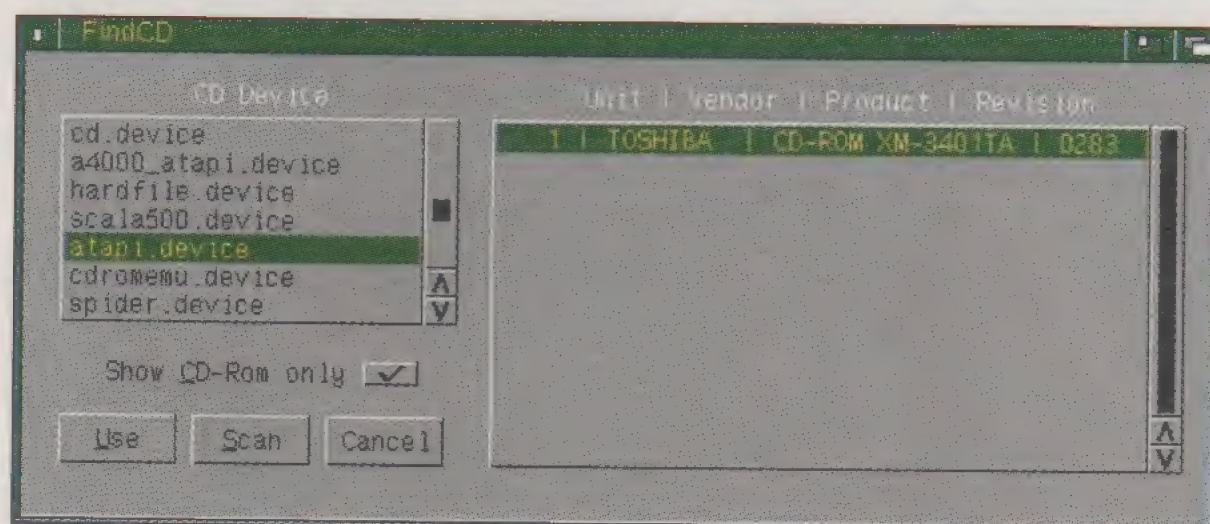 FindCD
CD Device
cd.device
a4000_atapi.device
hardfile.device
scala500.device
atapi.device
cdromemu.device
spider.device
Show CD-Rom only
Use Scan Cancel
Unit | Vendor | Product | Revision
1 | TOSHIBA | CD-ROM XM-3401TA | 0283